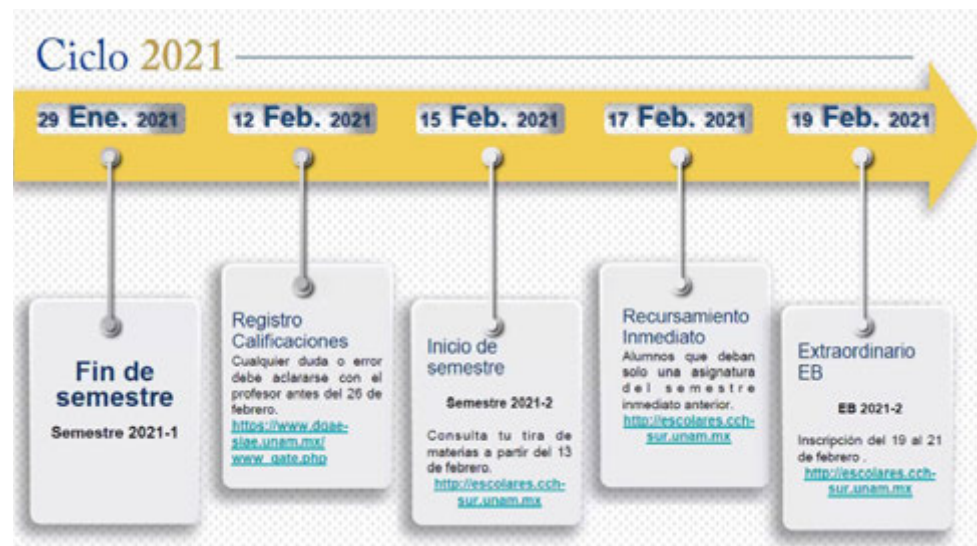 Ciclo 2021
29 Ene. 2021
12 Feb. 2021
15 Feb. 2021
17 Feb. 2021
19 Feb. 2021
Fin de
semestre
Semestre 2021-1
Registro
Calificaciones
Cualquier duda o error
debe aclararse con el
profesor antes del 26 de
febrero.
https://www.dgae-
siae.unam.mx/
www_gate.php
Inicio de
semestre
Semestre 2021-2
Consulta tu tira de
materias a partir del 13
de febrero.
http://escolares.cch-
sur.unam.mx
Recursamiento
Inmediato
Alumnos que deban
solo una asignatura
del semestre
inmediato anterior.
http://escolares.cch-
sur.unam.mx
Extraordinario
EB
EB 2021-2
Inscripción del 19 al 21
de febrero .
http://escolares.cch-
sur.unam.mx